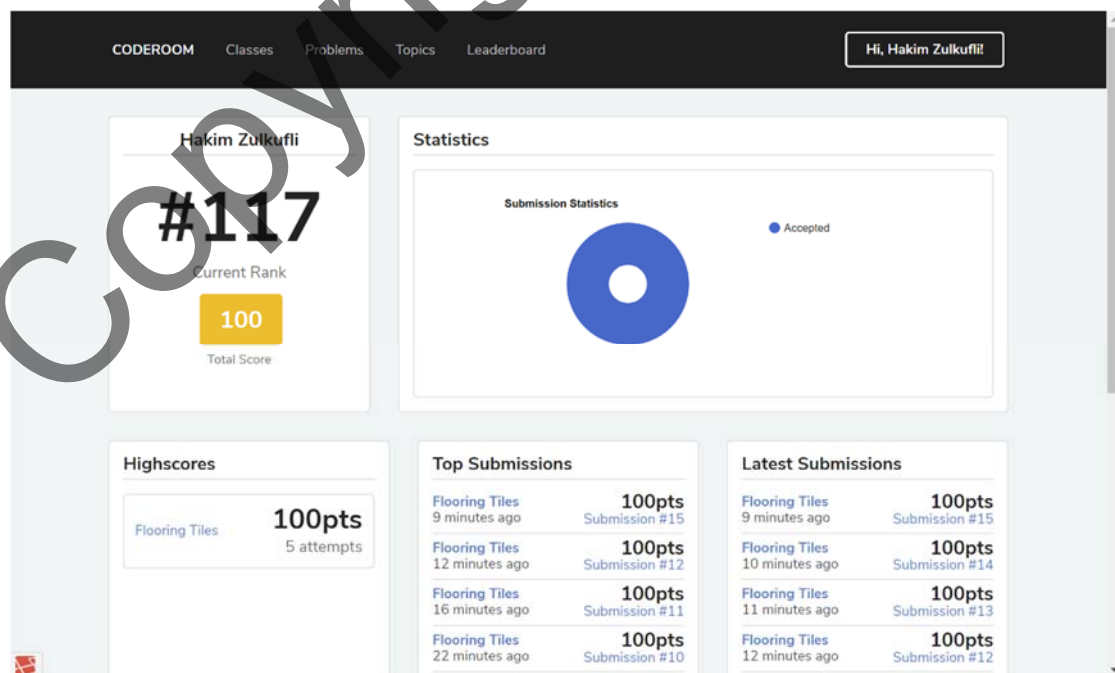 CODEROOM Classes Problems Topics Leaderboard Hi, Hakim Zulkufli!
Hakim Zulkufli
#117
Current Rank
100
Total Score
Statistics
Submission Statistics
Accepted
Highscores
Flooring Tiles 100pts
5 attempts
Top Submissions
Flooring Tiles 100pts
9 minutes ago Submission #15
Flooring Tiles 100pts
12 minutes ago Submission #12
Flooring Tiles 100pts
16 minutes ago Submission #11
Flooring Tiles 100pts
22 minutes ago Submission #10
Latest Submissions
Flooring Tiles 100pts
9 minutes ago Submission #15
Flooring Tiles 100pts
10 minutes ago Submission #14
Flooring Tiles 100pts
11 minutes ago Submission #13
Flooring Tiles 100pts
12 minutes ago Submission #12